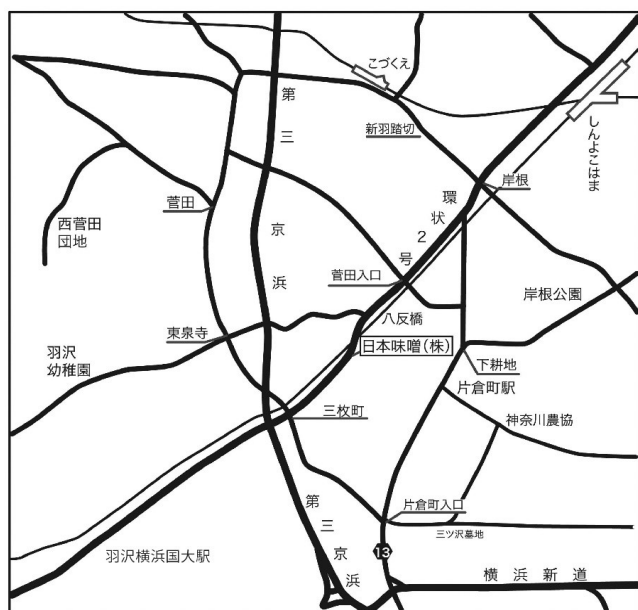 こづくえ
第三京浜
新羽踏切
しんよこはま
岸根
環状2号
菅田
西菅田
団地
菅田入口
岸根公園
八反橋
東泉寺
日本味噌(株)
羽沢
幼稚園
下耕地
片倉町駅
三枚町
神奈川農協
第三京浜
片倉町入口
三ツ沢墓地
13
羽沢横浜国大駅
横浜新道